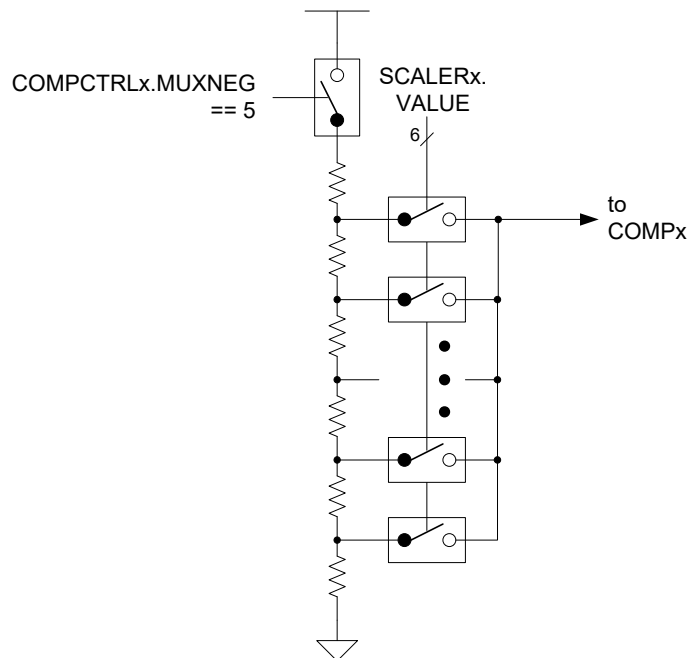 COMPCTRLx.MUXNEG
== 5
SCALERx.
VALUE
6
to
COMPx